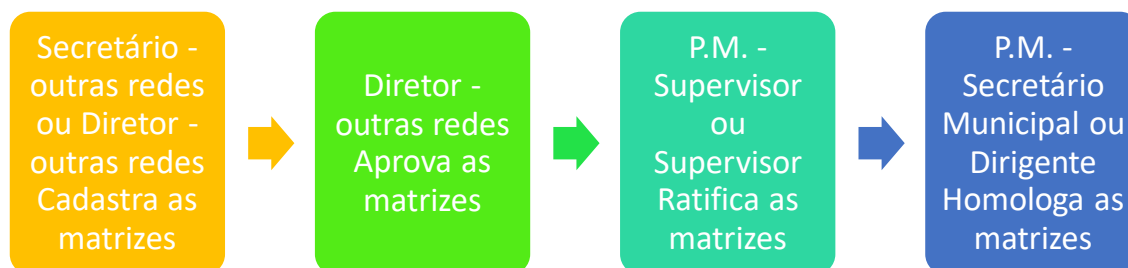 Secretário -
outras redes
ou Diretor -
outras redes
Cadastra as
matrizes
Diretor -
outras redes
Aprova as
matrizes
P.M. -
Supervisor
ou
Supervisor
Ratifica as
matrizes
P.M. -
Secretário
Municipal ou
Dirigente
Homologa as
matrizes